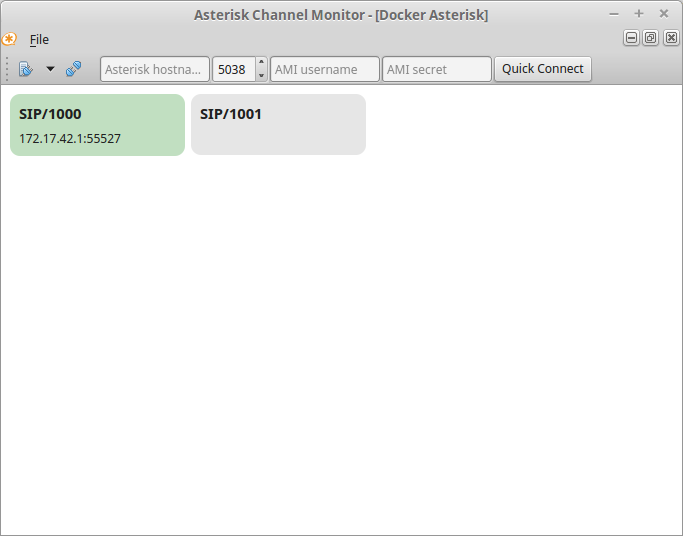 Asterisk Channel Monitor - [Docker Asterisk]
File
Asterisk hostna... 5038 AMI username AMI secret Quick Connect
SIP/1000 SIP/1001
172.17.42.1:55527